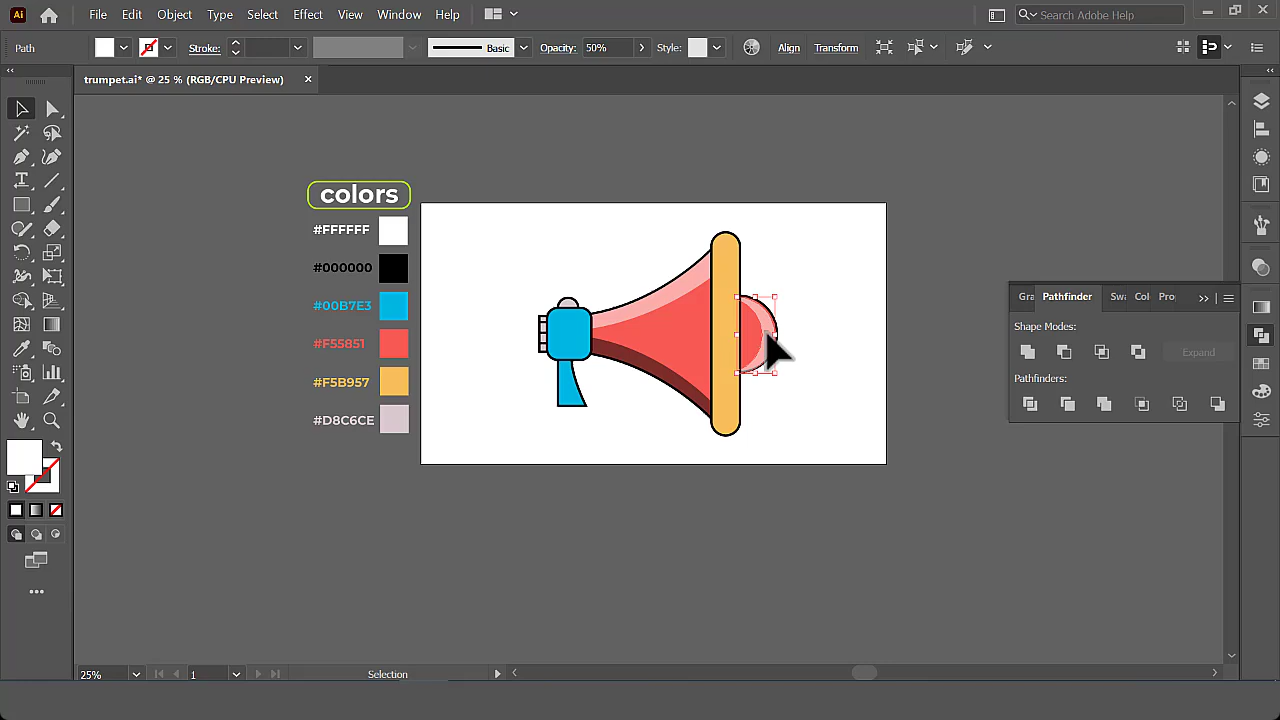 Ai
File Edit Object Type Select Effect View Window Help
Search Adobe Help
Path
Stroke:
Basic
Opacity: 50%
Style:
Align
Transform
trumpet.ai* @ 25 % (RGB/CPU Preview)
colors
#FFFFFF
#000000
#00B7E3
#F55851
#F5B957
#D8C6CE
Gra Pathfinder Swa Col Pro
Shape Modes:
Expand
Pathfinders:
25%
1
Selection